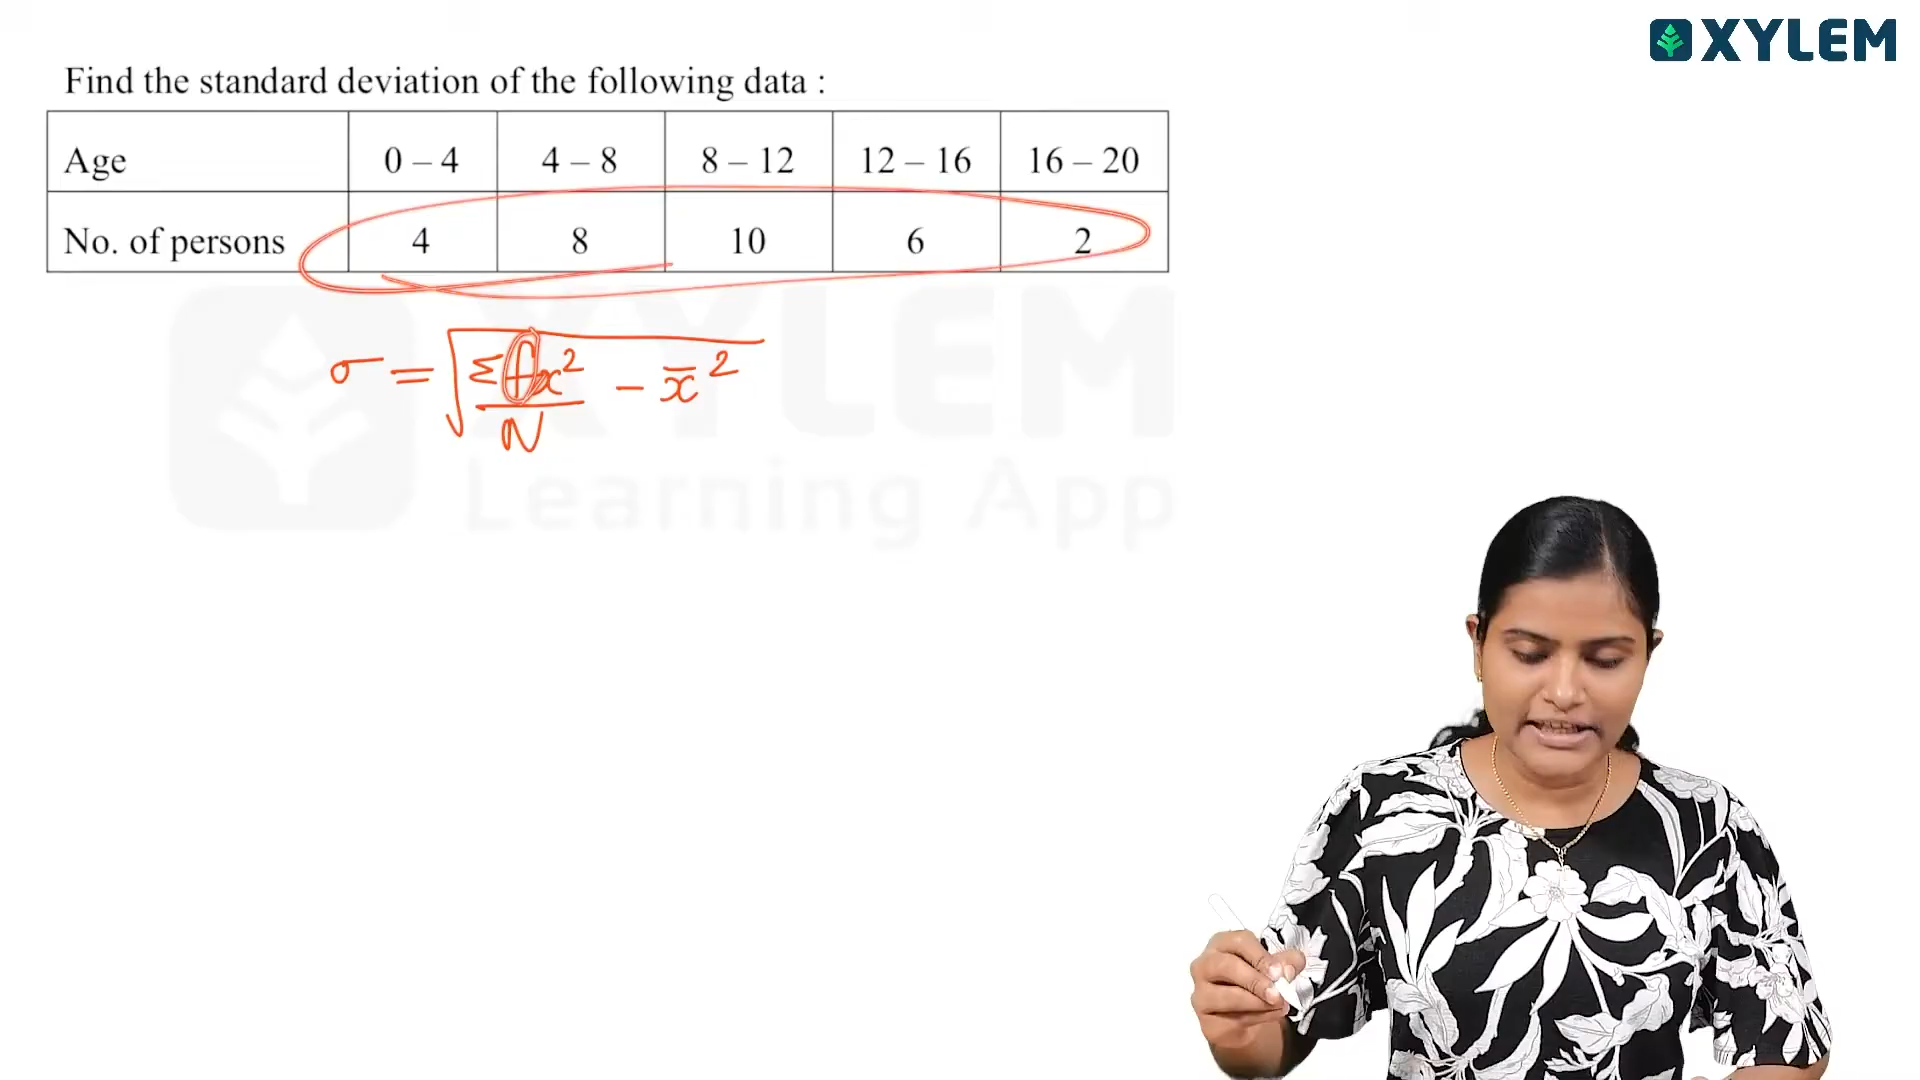 XYLEM
Find the standard deviation of the following data :
Age 0 – 4 4 – 8 8 – 12 12 – 16 16 – 20
No. of persons 4 8 10 6 2
XYLEM
Learning App
σ = √(Σfx²/N − x̄²)